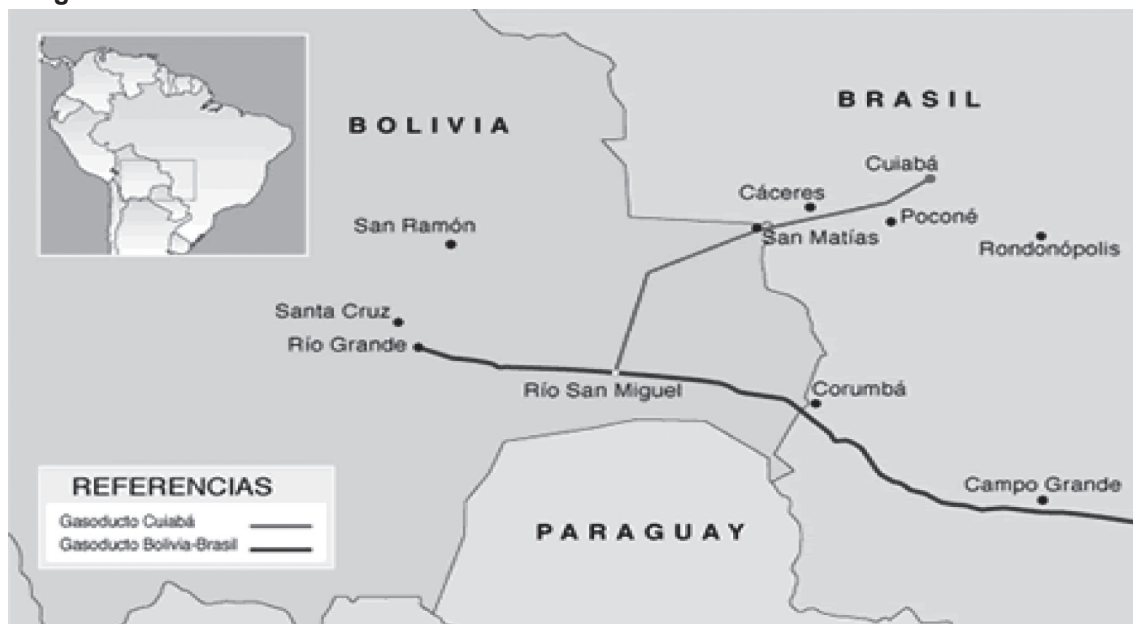 BRASIL
BOLIVIA
Cuiabá
Cáceres
San Ramón
San Matías
Poconé
Rondonópolis
Santa Cruz
Río Grande
Río San Miguel
Corumbá
REFERENCIAS
Gasoducto Cuiabá
Gasoducto Bolivia-Brasil
Campo Grande
PARAGUAY